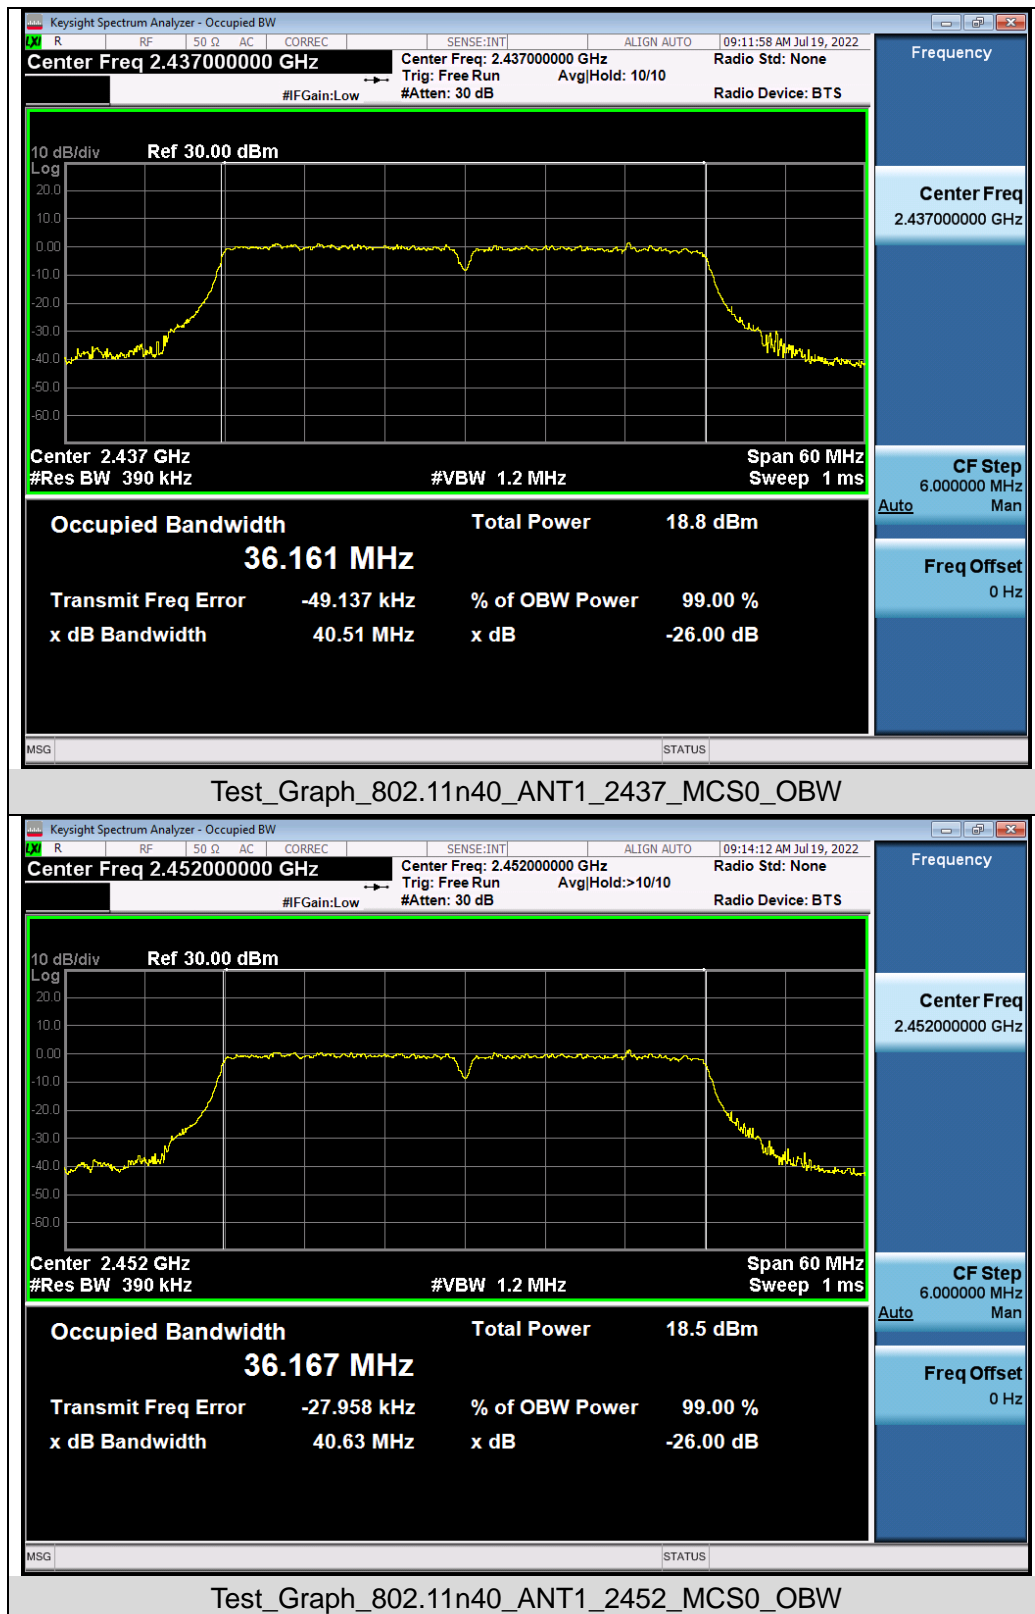 Keysight Spectrum Analyzer - Occupied BW
LXI R RF 50 Ω AC CORREC SENSE:INT ALIGN AUTO 09:11:58 AM Jul 19, 2022
Center Freq 2.437000000 GHz
Center Freq: 2.437000000 GHz
Radio Std: None
Trig: Free Run Avg|Hold: 10/10
#IFGain:Low
#Atten: 30 dB
Radio Device: BTS
Frequency
10 dB/div Ref 30.00 dBm
Log
20.0
10.0
0.00
-10.0
-20.0
-30.0
-40.0
-50.0
-60.0
Center Freq
2.437000000 GHz
Center 2.437 GHz Span 60 MHz
#Res BW 390 kHz #VBW 1.2 MHz Sweep 1 ms
CF Step
6.000000 MHz
Auto Man
Freq Offset
0 Hz
Occupied Bandwidth Total Power 18.8 dBm
36.161 MHz
Transmit Freq Error -49.137 kHz % of OBW Power 99.00 %
x dB Bandwidth 40.51 MHz x dB -26.00 dB
MSG STATUS
Test_Graph_802.11n40_ANT1_2437_MCS0_OBW
Keysight Spectrum Analyzer - Occupied BW
LXI R RF 50 Ω AC CORREC SENSE:INT ALIGN AUTO 09:14:12 AM Jul 19, 2022
Center Freq 2.452000000 GHz
Center Freq: 2.452000000 GHz
Radio Std: None
Trig: Free Run Avg|Hold:>10/10
#IFGain:Low
#Atten: 30 dB
Radio Device: BTS
Frequency
10 dB/div Ref 30.00 dBm
Log
20.0
10.0
0.00
-10.0
-20.0
-30.0
-40.0
-50.0
-60.0
Center Freq
2.452000000 GHz
Center 2.452 GHz Span 60 MHz
#Res BW 390 kHz #VBW 1.2 MHz Sweep 1 ms
CF Step
6.000000 MHz
Auto Man
Freq Offset
0 Hz
Occupied Bandwidth Total Power 18.5 dBm
36.167 MHz
Transmit Freq Error -27.958 kHz % of OBW Power 99.00 %
x dB Bandwidth 40.63 MHz x dB -26.00 dB
MSG STATUS
Test_Graph_802.11n40_ANT1_2452_MCS0_OBW